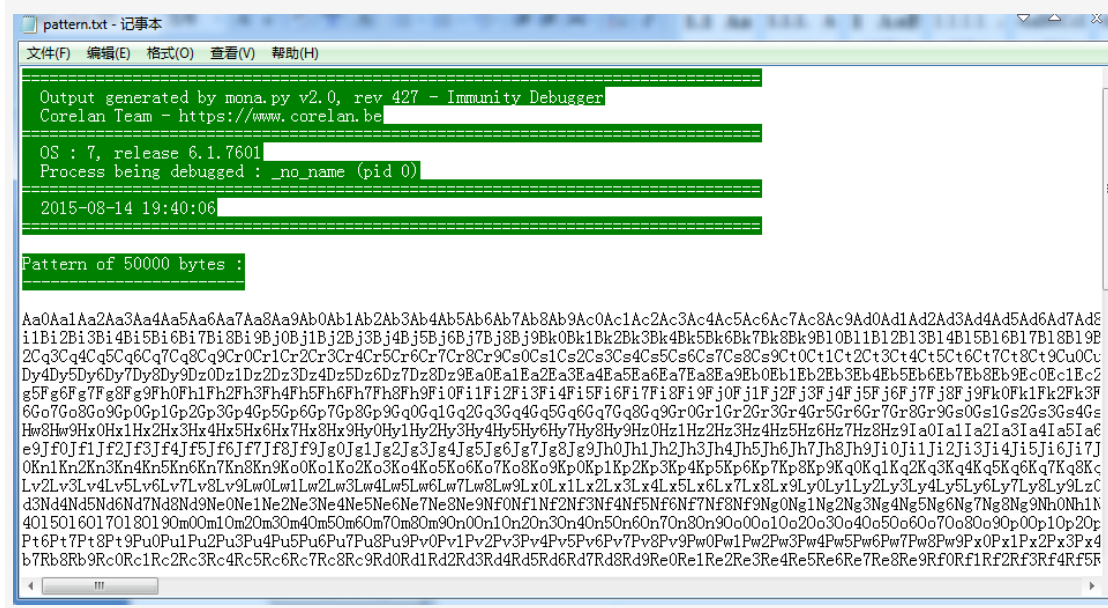 pattern.txt - 记事本
文件(F) 编辑(E) 格式(O) 查看(V) 帮助(H)
================================================================================
Output generated by mona.py v2.0, rev 427 - Immunity Debugger
Corelan Team - https://www.corelan.be
================================================================================
OS : 7, release 6.1.7601
Process being debugged : _no_name (pid 0)
================================================================================
2015-08-14 19:40:06
================================================================================
Pattern of 50000 bytes :
------------------------
Aa0Aa1Aa2Aa3Aa4Aa5Aa6Aa7Aa8Aa9Ab0Ab1Ab2Ab3Ab4Ab5Ab6Ab7Ab8Ab9Ac0Ac1Ac2Ac3Ac4Ac5Ac6Ac7Ac8Ac9Ad0Ad1Ad2Ad3Ad4Ad5Ad6Ad7Ad8
i1Bi2Bi3Bi4Bi5Bi6Bi7Bi8Bi9Bj0Bj1Bj2Bj3Bj4Bj5Bj6Bj7Bj8Bj9Bk0Bk1Bk2Bk3Bk4Bk5Bk6Bk7Bk8Bk9Bl0Bl1Bl2Bl3Bl4Bl5Bl6Bl7Bl8Bl9B
2Cq3Cq4Cq5Cq6Cq7Cq8Cq9Cr0Cr1Cr2Cr3Cr4Cr5Cr6Cr7Cr8Cr9Cs0Cs1Cs2Cs3Cs4Cs5Cs6Cs7Cs8Cs9Ct0Ct1Ct2Ct3Ct4Ct5Ct6Ct7Ct8Ct9Cu0Cu
Dy4Dy5Dy6Dy7Dy8Dy9Dz0Dz1Dz2Dz3Dz4Dz5Dz6Dz7Dz8Dz9Ea0Ea1Ea2Ea3Ea4Ea5Ea6Ea7Ea8Ea9Eb0Eb1Eb2Eb3Eb4Eb5Eb6Eb7Eb8Eb9Ec0Ec1Ec2
g5Fg6Fg7Fg8Fg9Fh0Fh1Fh2Fh3Fh4Fh5Fh6Fh7Fh8Fh9Fi0Fi1Fi2Fi3Fi4Fi5Fi6Fi7Fi8Fi9Fj0Fj1Fj2Fj3Fj4Fj5Fj6Fj7Fj8Fj9Fk0Fk1Fk2Fk3F
6Go7Go8Go9Gp0Gp1Gp2Gp3Gp4Gp5Gp6Gp7Gp8Gp9Gq0Gq1Gq2Gq3Gq4Gq5Gq6Gq7Gq8Gq9Gr0Gr1Gr2Gr3Gr4Gr5Gr6Gr7Gr8Gr9Gs0Gs1Gs2Gs3Gs4Gs
Hw8Hw9Hx0Hx1Hx2Hx3Hx4Hx5Hx6Hx7Hx8Hx9Hy0Hy1Hy2Hy3Hy4Hy5Hy6Hy7Hy8Hy9Hz0Hz1Hz2Hz3Hz4Hz5Hz6Hz7Hz8Hz9Ia0Ia1Ia2Ia3Ia4Ia5Ia6
e9Jf0Jf1Jf2Jf3Jf4Jf5Jf6Jf7Jf8Jf9Jg0Jg1Jg2Jg3Jg4Jg5Jg6Jg7Jg8Jg9Jh0Jh1Jh2Jh3Jh4Jh5Jh6Jh7Jh8Jh9Ji0Ji1Ji2Ji3Ji4Ji5Ji6Ji7J
0Kn1Kn2Kn3Kn4Kn5Kn6Kn7Kn8Kn9Ko0Ko1Ko2Ko3Ko4Ko5Ko6Ko7Ko8Ko9Kp0Kp1Kp2Kp3Kp4Kp5Kp6Kp7Kp8Kp9Kq0Kq1Kq2Kq3Kq4Kq5Kq6Kq7Kq8Kq
Lv2Lv3Lv4Lv5Lv6Lv7Lv8Lv9Lw0Lw1Lw2Lw3Lw4Lw5Lw6Lw7Lw8Lw9Lx0Lx1Lx2Lx3Lx4Lx5Lx6Lx7Lx8Lx9Ly0Ly1Ly2Ly3Ly4Ly5Ly6Ly7Ly8Ly9Lz0
d3Nd4Nd5Nd6Nd7Nd8Nd9Ne0Ne1Ne2Ne3Ne4Ne5Ne6Ne7Ne8Ne9Nf0Nf1Nf2Nf3Nf4Nf5Nf6Nf7Nf8Nf9Ng0Ng1Ng2Ng3Ng4Ng5Ng6Ng7Ng8Ng9Nh0Nh1N
4Ol5Ol6Ol7Ol8Ol9Om0Om1Om2Om3Om4Om5Om6Om7Om8Om9On0On1On2On3On4On5On6On7On8On9Oo0Oo1Oo2Oo3Oo4Oo5Oo6Oo7Oo8Oo9Op0Op1Op2Op
Pt6Pt7Pt8Pt9Pu0Pu1Pu2Pu3Pu4Pu5Pu6Pu7Pu8Pu9Pv0Pv1Pv2Pv3Pv4Pv5Pv6Pv7Pv8Pv9Pw0Pw1Pw2Pw3Pw4Pw5Pw6Pw7Pw8Pw9Px0Px1Px2Px3Px4
b7Rb8Rb9Rc0Rc1Rc2Rc3Rc4Rc5Rc6Rc7Rc8Rc9Rd0Rd1Rd2Rd3Rd4Rd5Rd6Rd7Rd8Rd9Re0Re1Re2Re3Re4Re5Re6Re7Re8Re9Rf0Rf1Rf2Rf3Rf4Rf5R